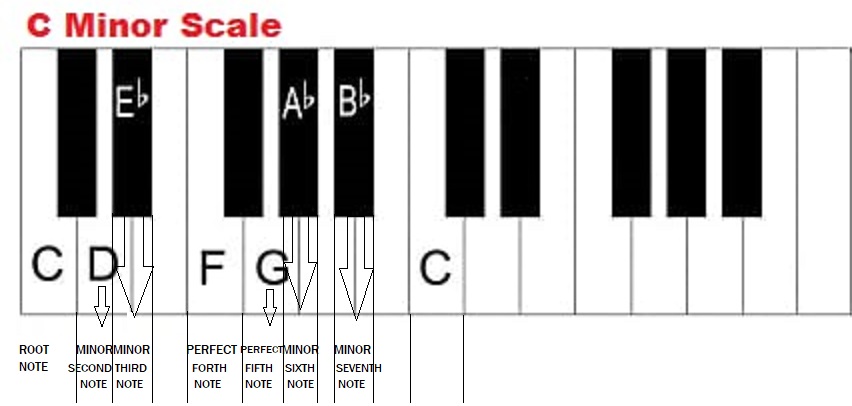 C Minor Scale
E♭ A♭ B♭
C D F G C
ROOT NOTE
MINOR SECOND NOTE
MINOR THIRD NOTE
PERFECT FORTH NOTE
PERFECT FIFTH NOTE
MINOR SIXTH NOTE
MINOR SEVENTH NOTE